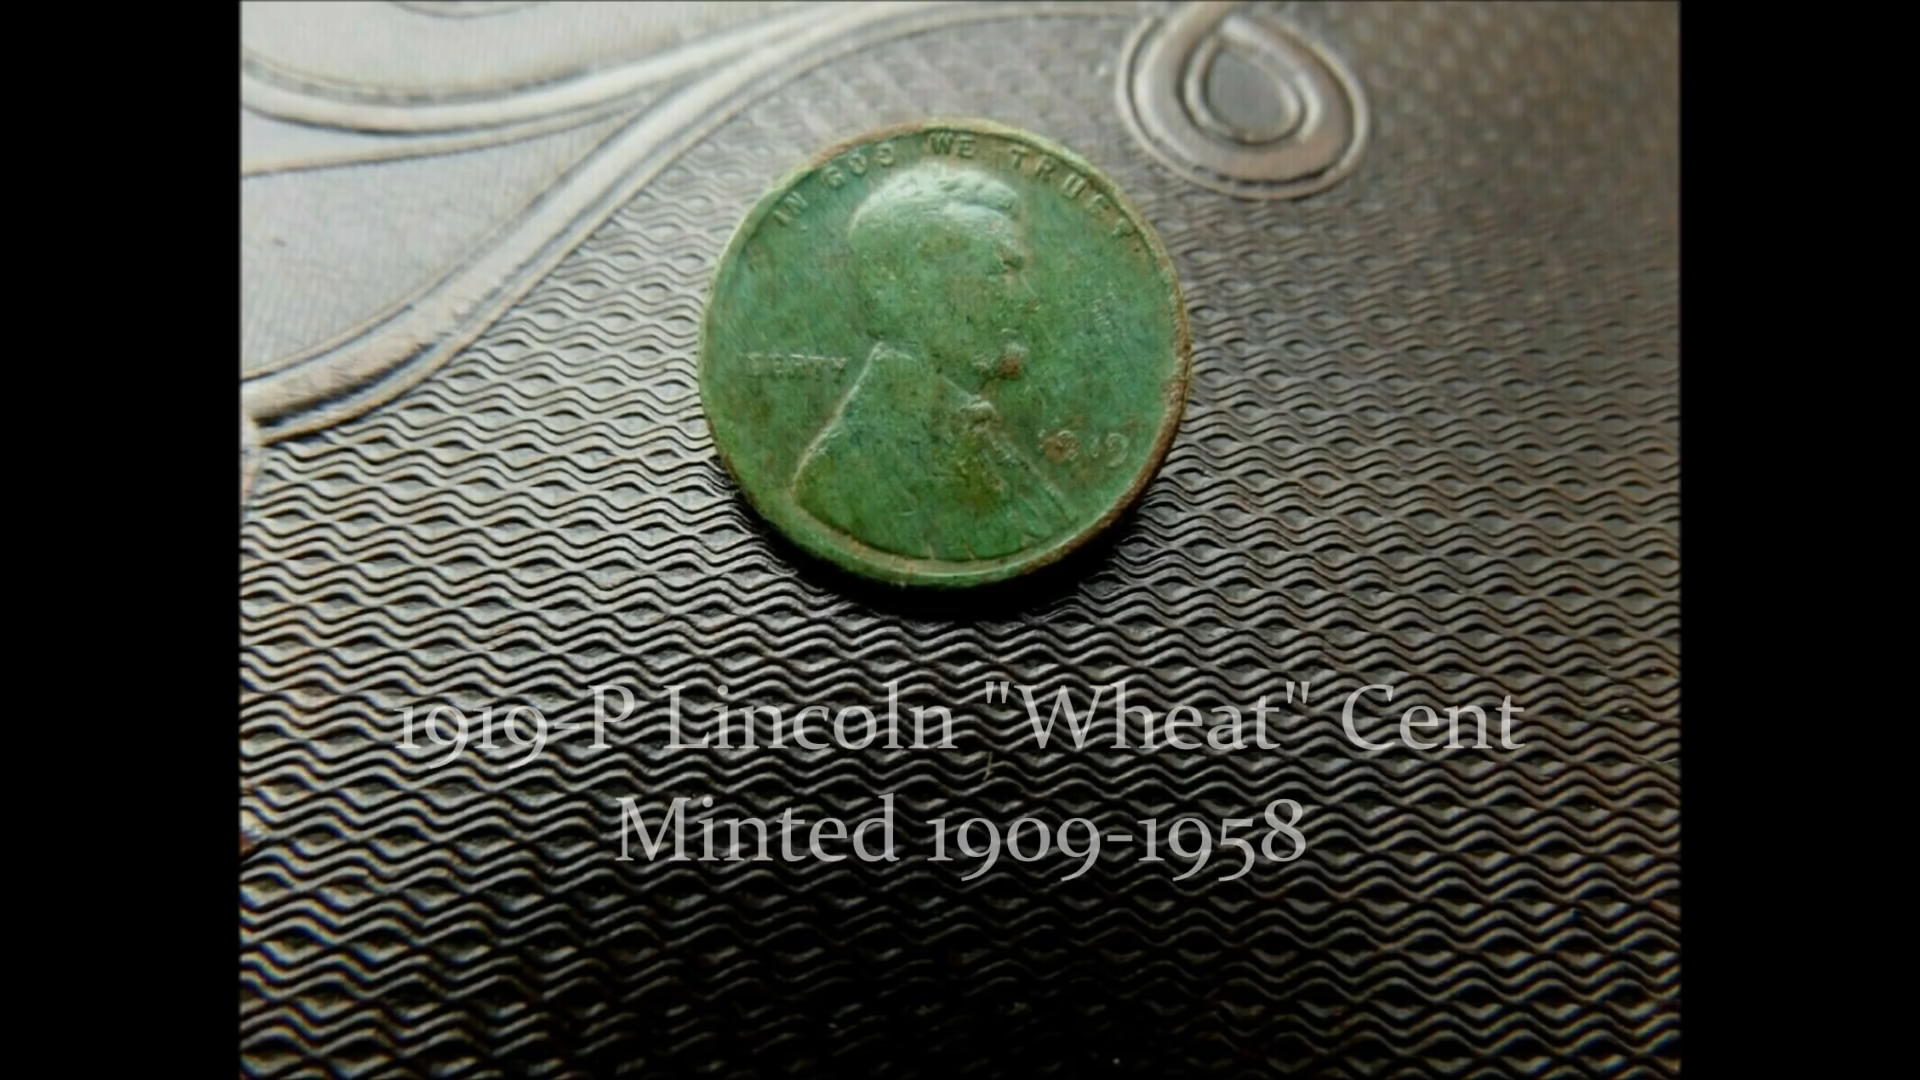 IN GOD WE TRUST
LIBERTY
1919
1919-P Lincoln "Wheat" Cent
Minted 1909-1958